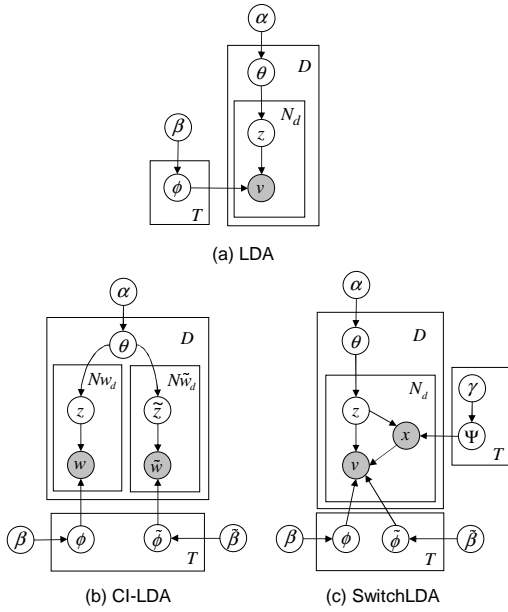 α
θ
D
N_d
z
β
ϕ
v
T
(a) LDA
α
θ
D
Nw_d
Nw̃_d
z
z̃
w
w̃
β
ϕ
ϕ̃
β̃
T
(b) CI-LDA
α
θ
D
N_d
γ
z
x
Ψ
v
T
β
ϕ
ϕ̃
β̃
T
(c) SwitchLDA